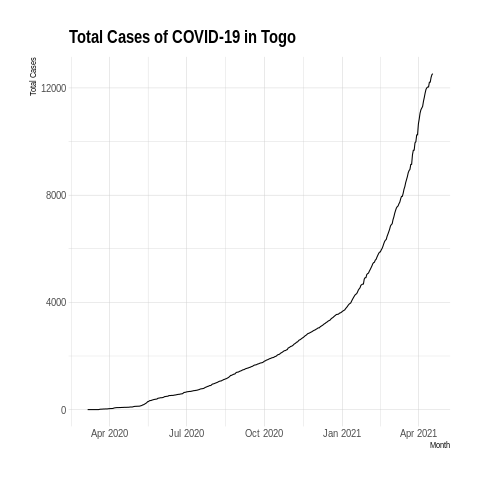 Total Cases of COVID-19 in Togo
Total Cases
12000
8000
4000
0
Apr 2020
Jul 2020
Oct 2020
Jan 2021
Apr 2021
Month